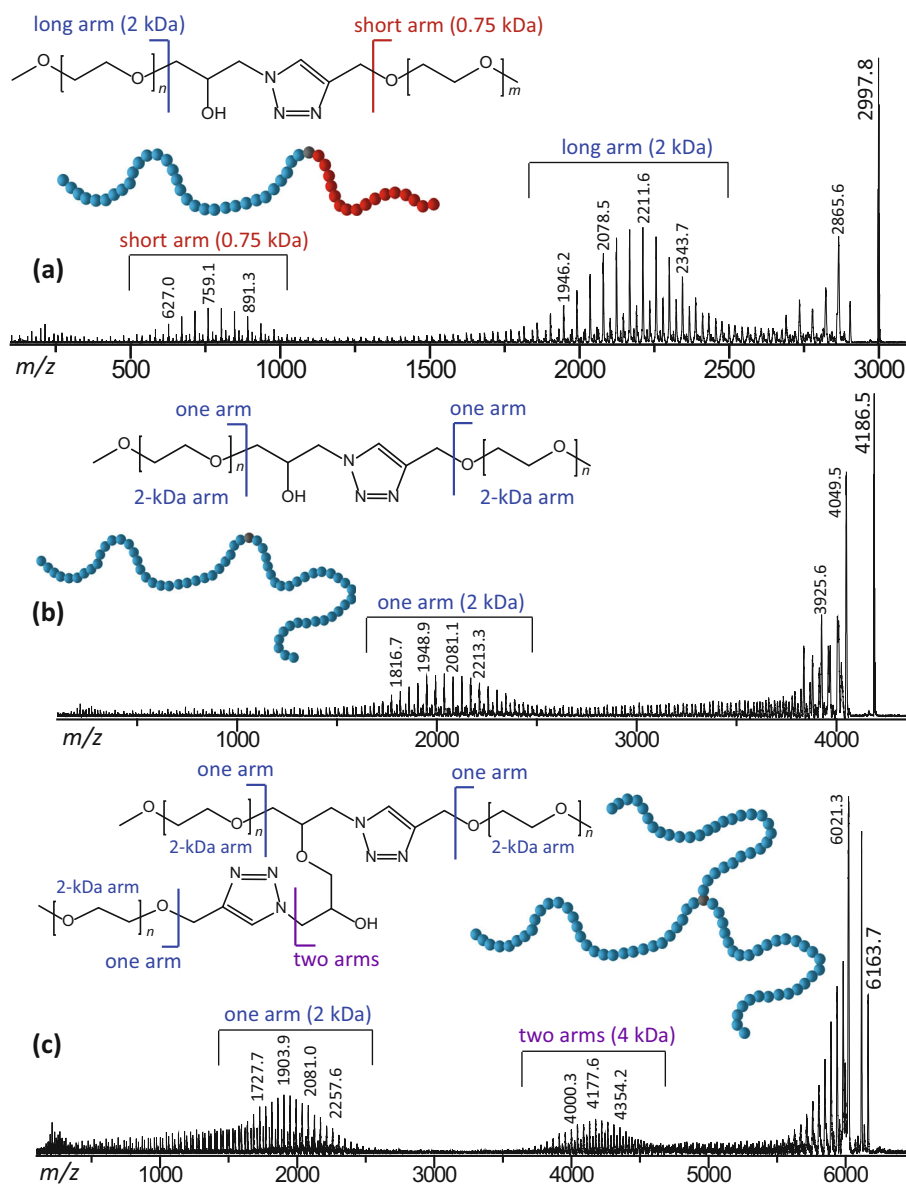 long arm (2 kDa)
short arm (0.75 kDa)
O
O
n
OH
N
N=N
O
O
m
2997.8
long arm (2 kDa)
2211.6
2865.6
2078.5
2343.7
1946.2
short arm (0.75 kDa)
(a)
627.0
759.1
891.3
m/z
500
1000
1500
2000
2500
3000
one arm
one arm
4186.5
O
O
n
OH
N
N=N
O
O
n
2-kDa arm
2-kDa arm
4049.5
3925.6
(b)
one arm (2 kDa)
1816.7
1948.9
2081.1
2213.3
m/z
1000
2000
3000
4000
one arm
one arm
6021.3
O
O
n
N
N=N
O
O
n
2-kDa arm
O
2-kDa arm
2-kDa arm
N=N
N
O
O
n
OH
one arm
two arms
6163.7
one arm (2 kDa)
two arms (4 kDa)
(c)
1727.7
1903.9
2081.0
2257.6
4000.3
4177.6
4354.2
m/z
1000
2000
3000
4000
5000
6000